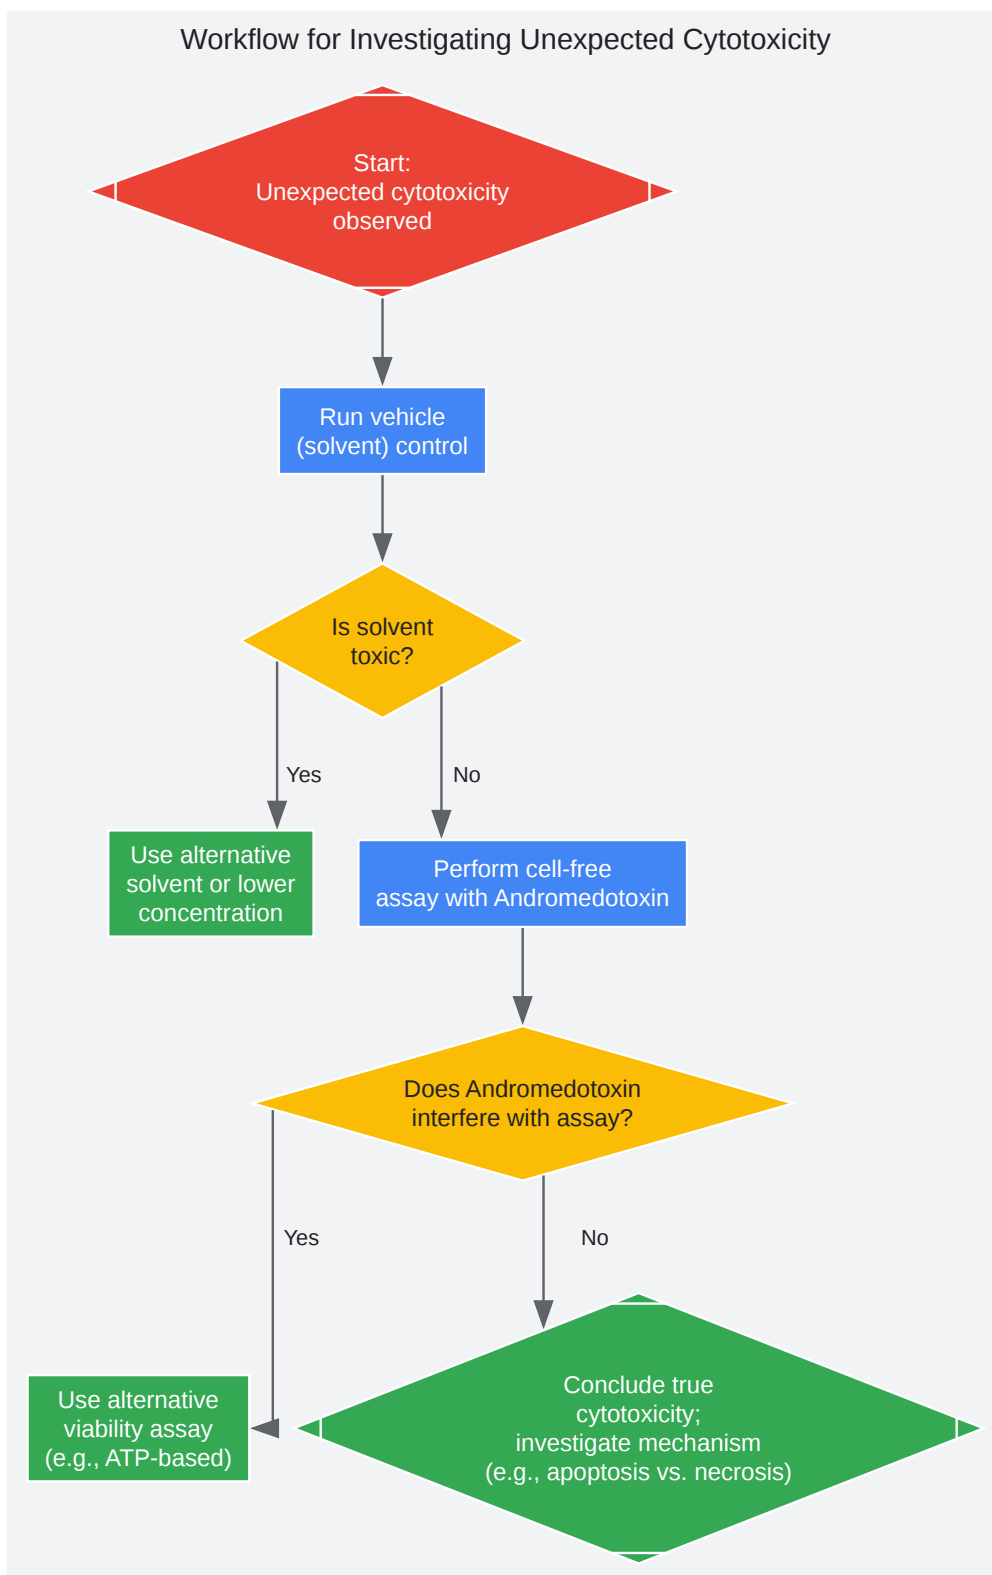 Workflow for Investigating Unexpected Cytotoxicity
Start:
Unexpected cytotoxicity
observed
Run vehicle
(solvent) control
Is solvent
toxic?
Yes
No
Use alternative
solvent or lower
concentration
Perform cell-free
assay with Andromedotoxin
Does Andromedotoxin
interfere with assay?
Yes
No
Use alternative
viability assay
(e.g., ATP-based)
Conclude true
cytotoxicity;
investigate mechanism
(e.g., apoptosis vs. necrosis)